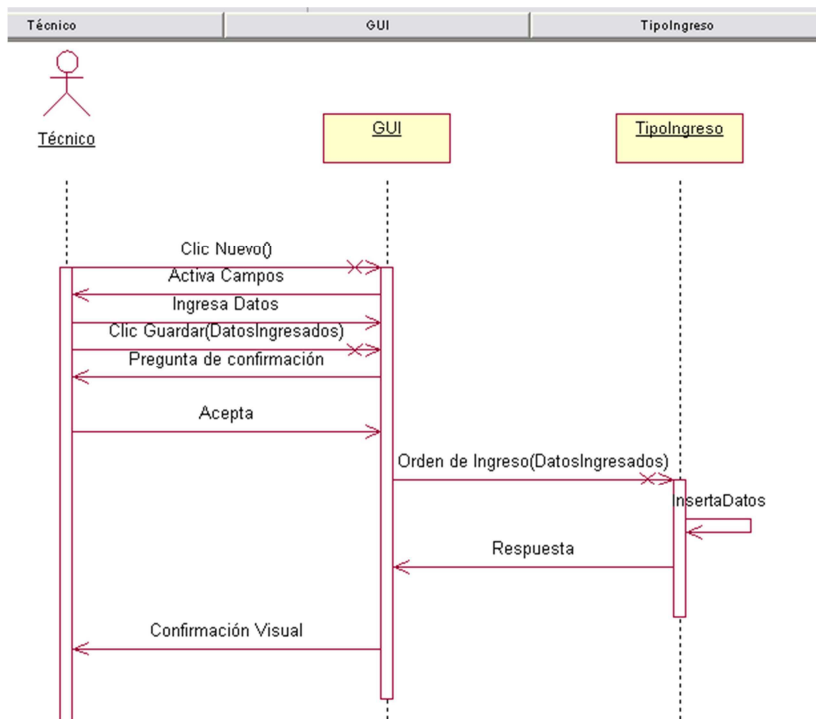 Técnico
GUI
TipoIngreso
Técnico
GUI
TipoIngreso
Clic Nuevo()
Activa Campos
Ingresa Datos
Clic Guardar(DatosIngresados)
Pregunta de confirmación
Acepta
Orden de Ingreso(DatosIngresados)
InsertaDatos
Respuesta
Confirmación Visual